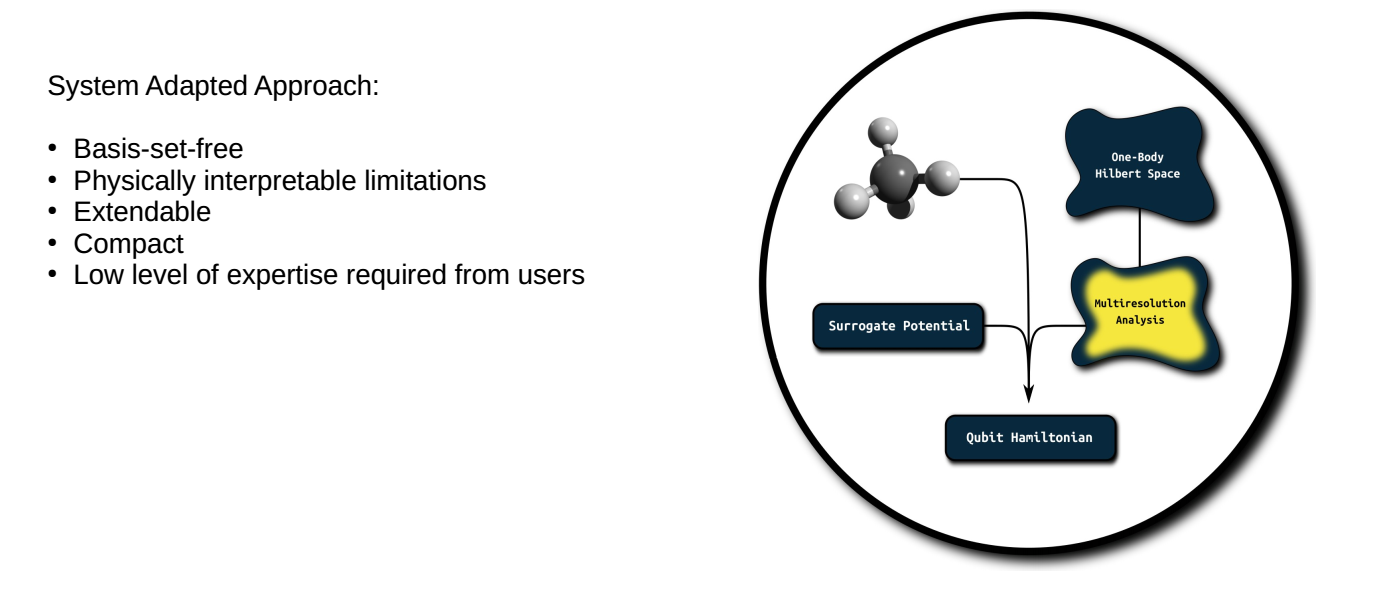 System Adapted Approach:
• Basis-set-free
• Physically interpretable limitations
• Extendable
• Compact
• Low level of expertise required from users
One-Body
Hilbert Space
Multiresolution
Analysis
Surrogate Potential
Qubit Hamiltonian